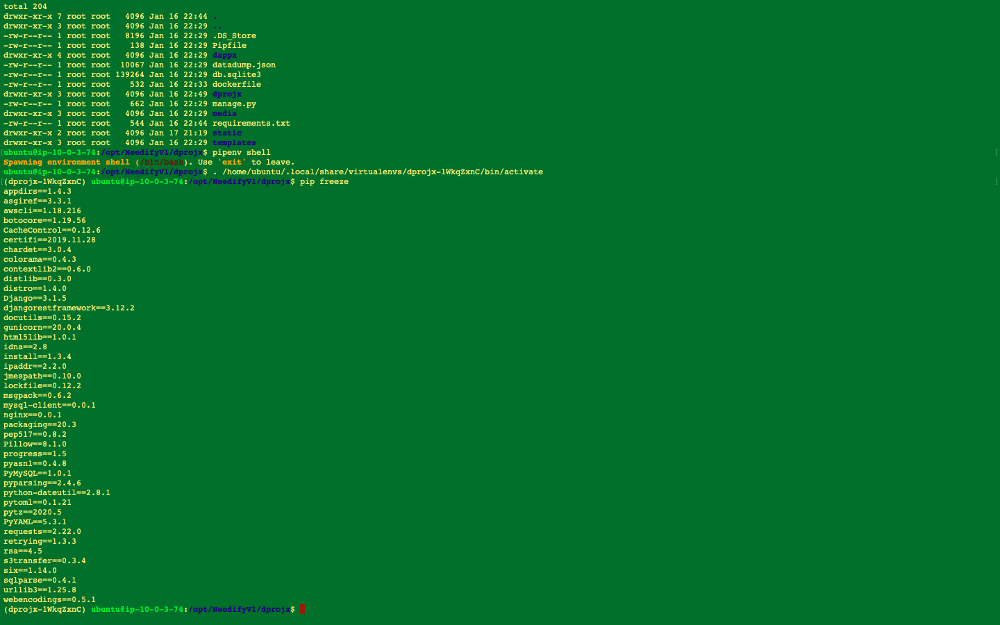 total 204
drwxr-xr-x 7 root root   4096 Jan 16 22:44 .
drwxr-xr-x 3 root root   4096 Jan 16 22:29 ..
-rw-r--r-- 1 root root   8196 Jan 16 22:29 .DS_Store
-rw-r--r-- 1 root root    138 Jan 16 22:29 Pipfile
drwxr-xr-x 4 root root   4096 Jan 16 22:29 dappx
-rw-r--r-- 1 root root  10067 Jan 16 22:29 datadump.json
-rw-r--r-- 1 root root 139264 Jan 16 22:29 db.sqlite3
-rw-r--r-- 1 root root    532 Jan 16 22:33 dockerfile
drwxr-xr-x 3 root root   4096 Jan 16 22:49 dprojx
-rw-r--r-- 1 root root    662 Jan 16 22:29 manage.py
drwxr-xr-x 3 root root   4096 Jan 16 22:29 media
-rw-r--r-- 1 root root    544 Jan 16 22:44 requirements.txt
drwxr-xr-x 2 root root   4096 Jan 17 21:19 static
drwxr-xr-x 3 root root   4096 Jan 16 22:29 templates
[ubuntu@ip-10-0-3-74:/opt/NeedifyV1/dprojx$ pipenv shell ]
Spawning environment shell (/bin/bash). Use 'exit' to leave.
ubuntu@ip-10-0-3-74:/opt/NeedifyV1/dprojx$ . /home/ubuntu/.local/share/virtualenvs/dprojx-1WkqZxnC/bin/activate
[(dprojx-1WkqZxnC) ubuntu@ip-10-0-3-74:/opt/NeedifyV1/dprojx$ pip freeze ]
appdirs==1.4.3
asgiref==3.3.1
awscli==1.18.216
botocore==1.19.56
CacheControl==0.12.6
certifi==2019.11.28
chardet==3.0.4
colorama==0.4.3
contextlib2==0.6.0
distlib==0.3.0
distro==1.4.0
Django==3.1.5
djangorestframework==3.12.2
docutils==0.15.2
gunicorn==20.0.4
html5lib==1.0.1
idna==2.8
install==1.3.4
ipaddr==2.2.0
jmespath==0.10.0
lockfile==0.12.2
msgpack==0.6.2
mysql-client==0.0.1
nginx==0.0.1
packaging==20.3
pep517==0.8.2
Pillow==8.1.0
progress==1.5
pyasn1==0.4.8
PyMySQL==1.0.1
pyparsing==2.4.6
python-dateutil==2.8.1
pytoml==0.1.21
pytz==2020.5
PyYAML==5.3.1
requests==2.22.0
retrying==1.3.3
rsa==4.5
s3transfer==0.3.4
six==1.14.0
sqlparse==0.4.1
urllib3==1.25.8
webencodings==0.5.1
(dprojx-1WkqZxnC) ubuntu@ip-10-0-3-74:/opt/NeedifyV1/dprojx$